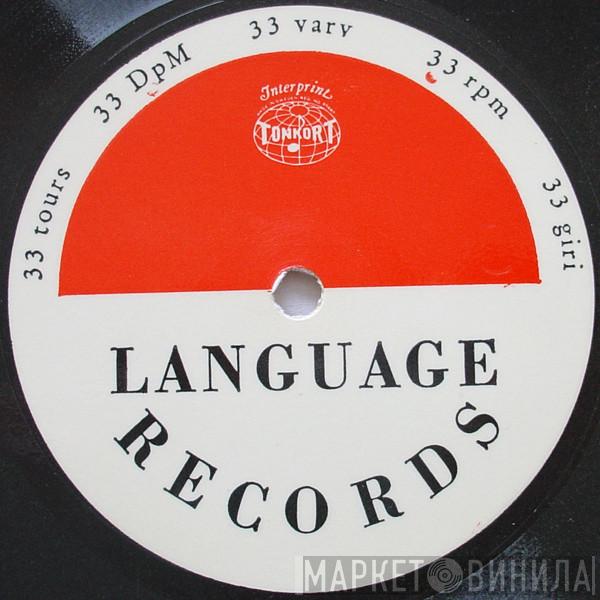 33 tours
33 DpM
33 varv
33 rpm
33 giri
Interprint
TONKORT
LANGUAGE
RECORDS
МАРКЕТ ВИНИЛА